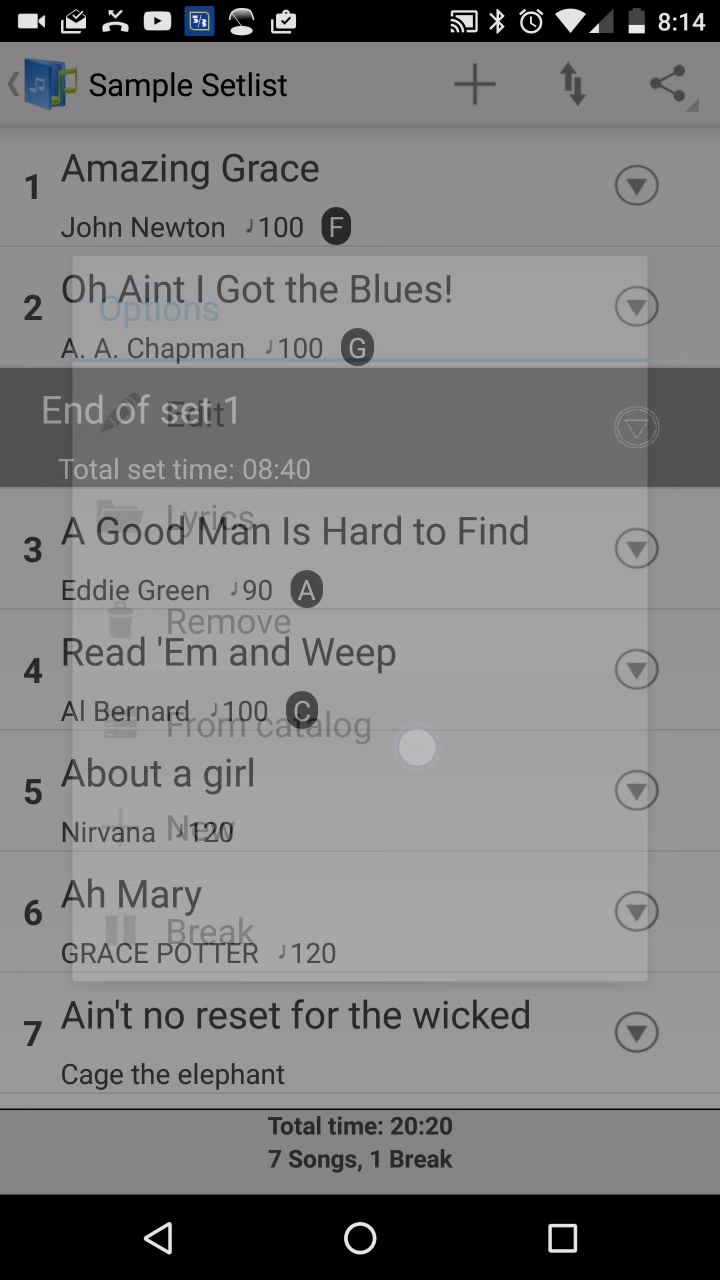 8:14
Sample Setlist
1 Amazing Grace
John Newton ♩100 F
2 Oh Aint I Got the Blues!
Options
A. A. Chapman ♩100 G
End of set 1
Edit
Total set time: 08:40
Lyrics
3 A Good Man Is Hard to Find
Eddie Green ♩90 A
Remove
4 Read 'Em and Weep
Al Bernard ♩100 C
From catalog
5 About a girl
Nirvana ♩120
New
6 Ah Mary
Break
GRACE POTTER ♩120
7 Ain't no reset for the wicked
Cage the elephant
Total time: 20:20
7 Songs, 1 Break